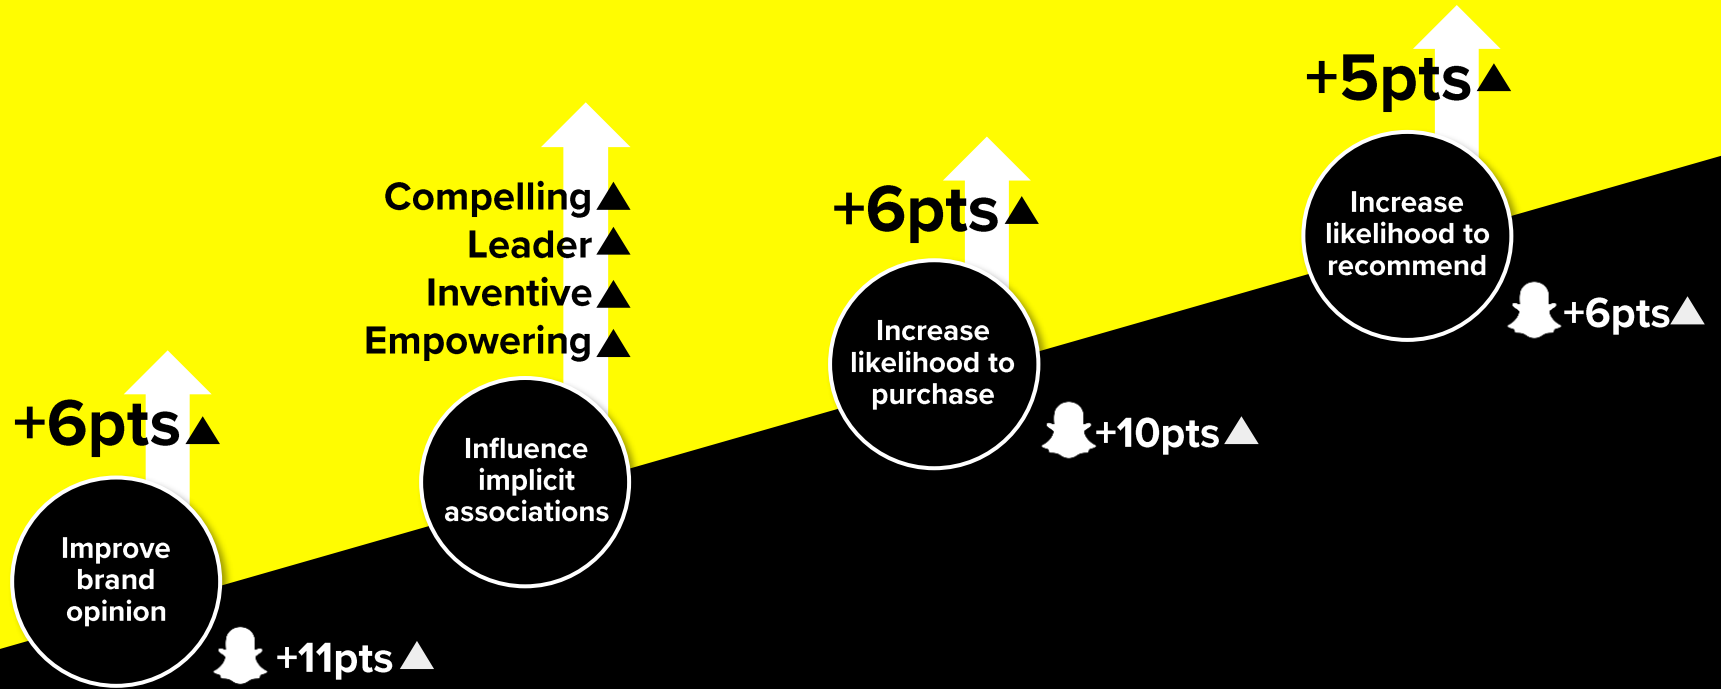 +6pts▲
Improve
brand
opinion
+11pts▲
Compelling▲
Leader▲
Inventive▲
Empowering▲
Influence
implicit
associations
+6pts▲
Increase
likelihood to
purchase
+10pts▲
+5pts▲
Increase
likelihood to
recommend
+6pts▲